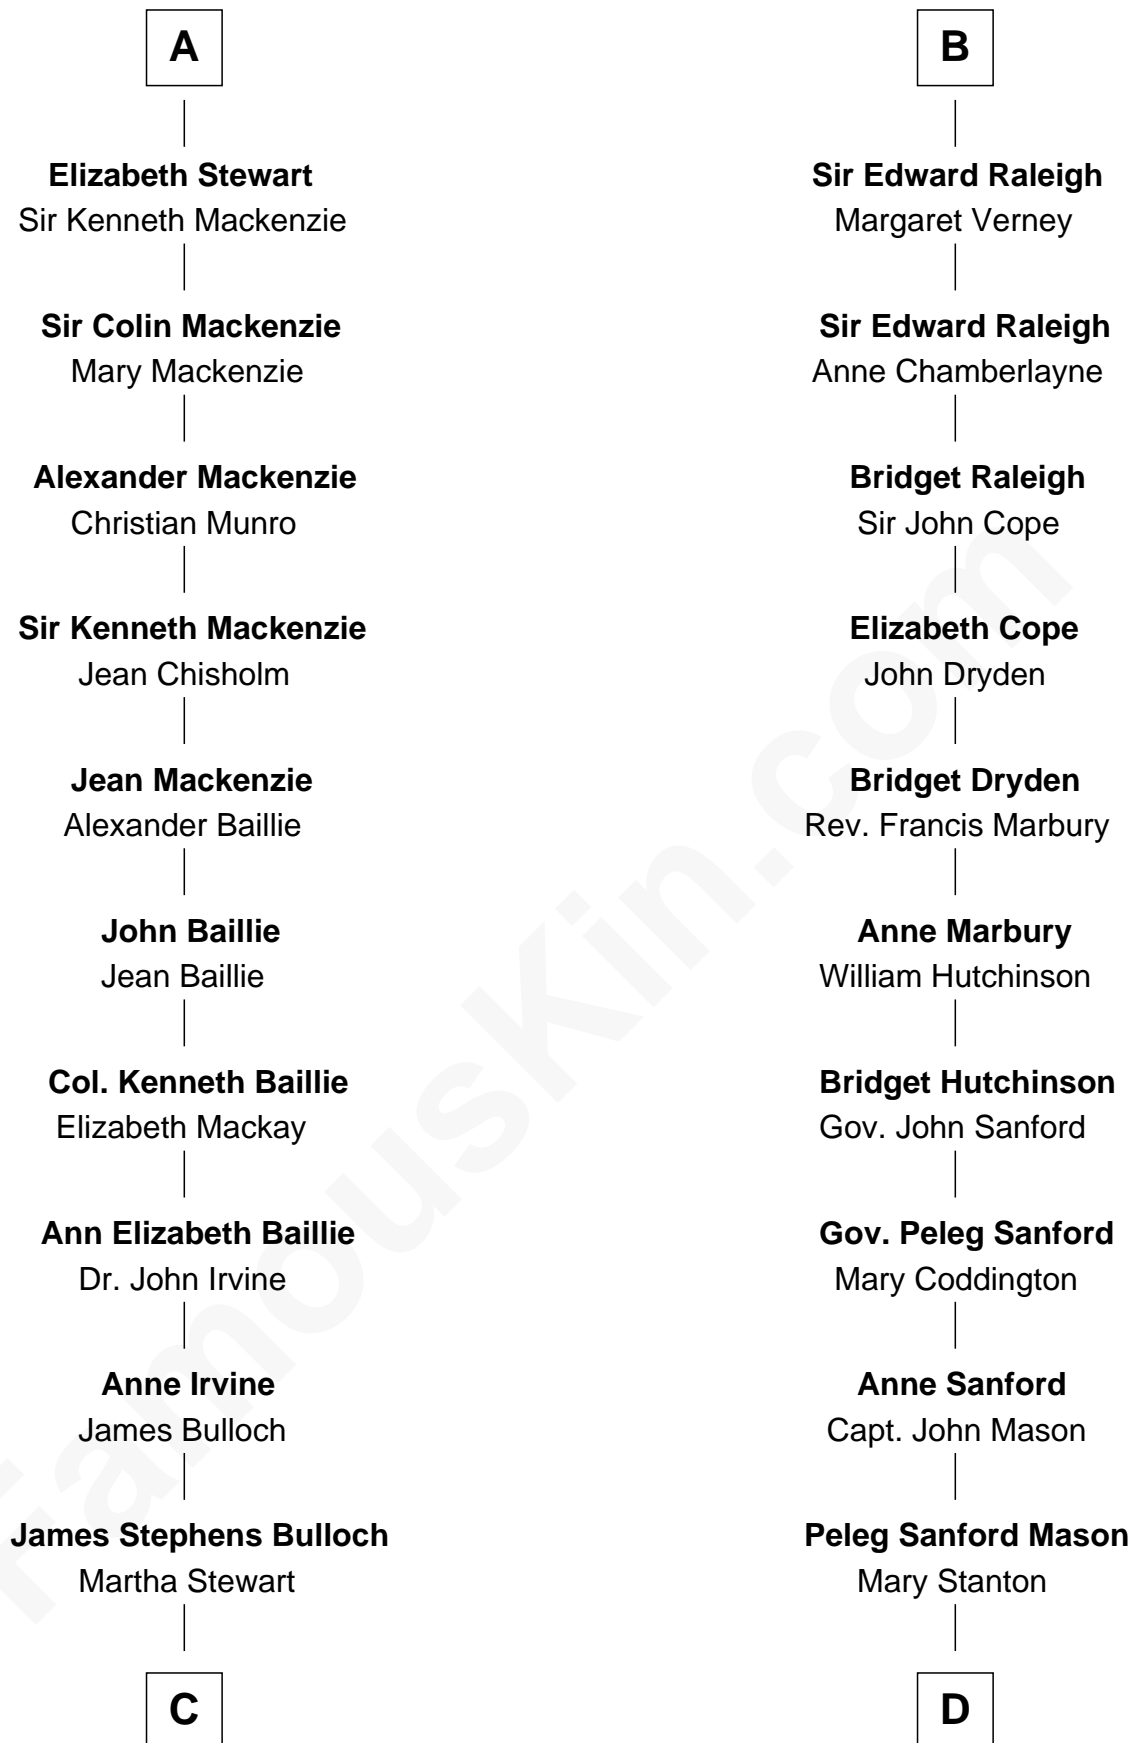 A
Elizabeth Stewart
Sir Kenneth Mackenzie
Sir Colin Mackenzie
Mary Mackenzie
Alexander Mackenzie
Christian Munro
Sir Kenneth Mackenzie
Jean Chisholm
Jean Mackenzie
Alexander Baillie
John Baillie
Jean Baillie
Col. Kenneth Baillie
Elizabeth Mackay
Ann Elizabeth Baillie
Dr. John Irvine
Anne Irvine
James Bulloch
James Stephens Bulloch
Martha Stewart
C
B
Sir Edward Raleigh
Margaret Verney
Sir Edward Raleigh
Anne Chamberlayne
Bridget Raleigh
Sir John Cope
Elizabeth Cope
John Dryden
Bridget Dryden
Rev. Francis Marbury
Anne Marbury
William Hutchinson
Bridget Hutchinson
Gov. John Sanford
Gov. Peleg Sanford
Mary Coddington
Anne Sanford
Capt. John Mason
Peleg Sanford Mason
Mary Stanton
D
FamousKin.com